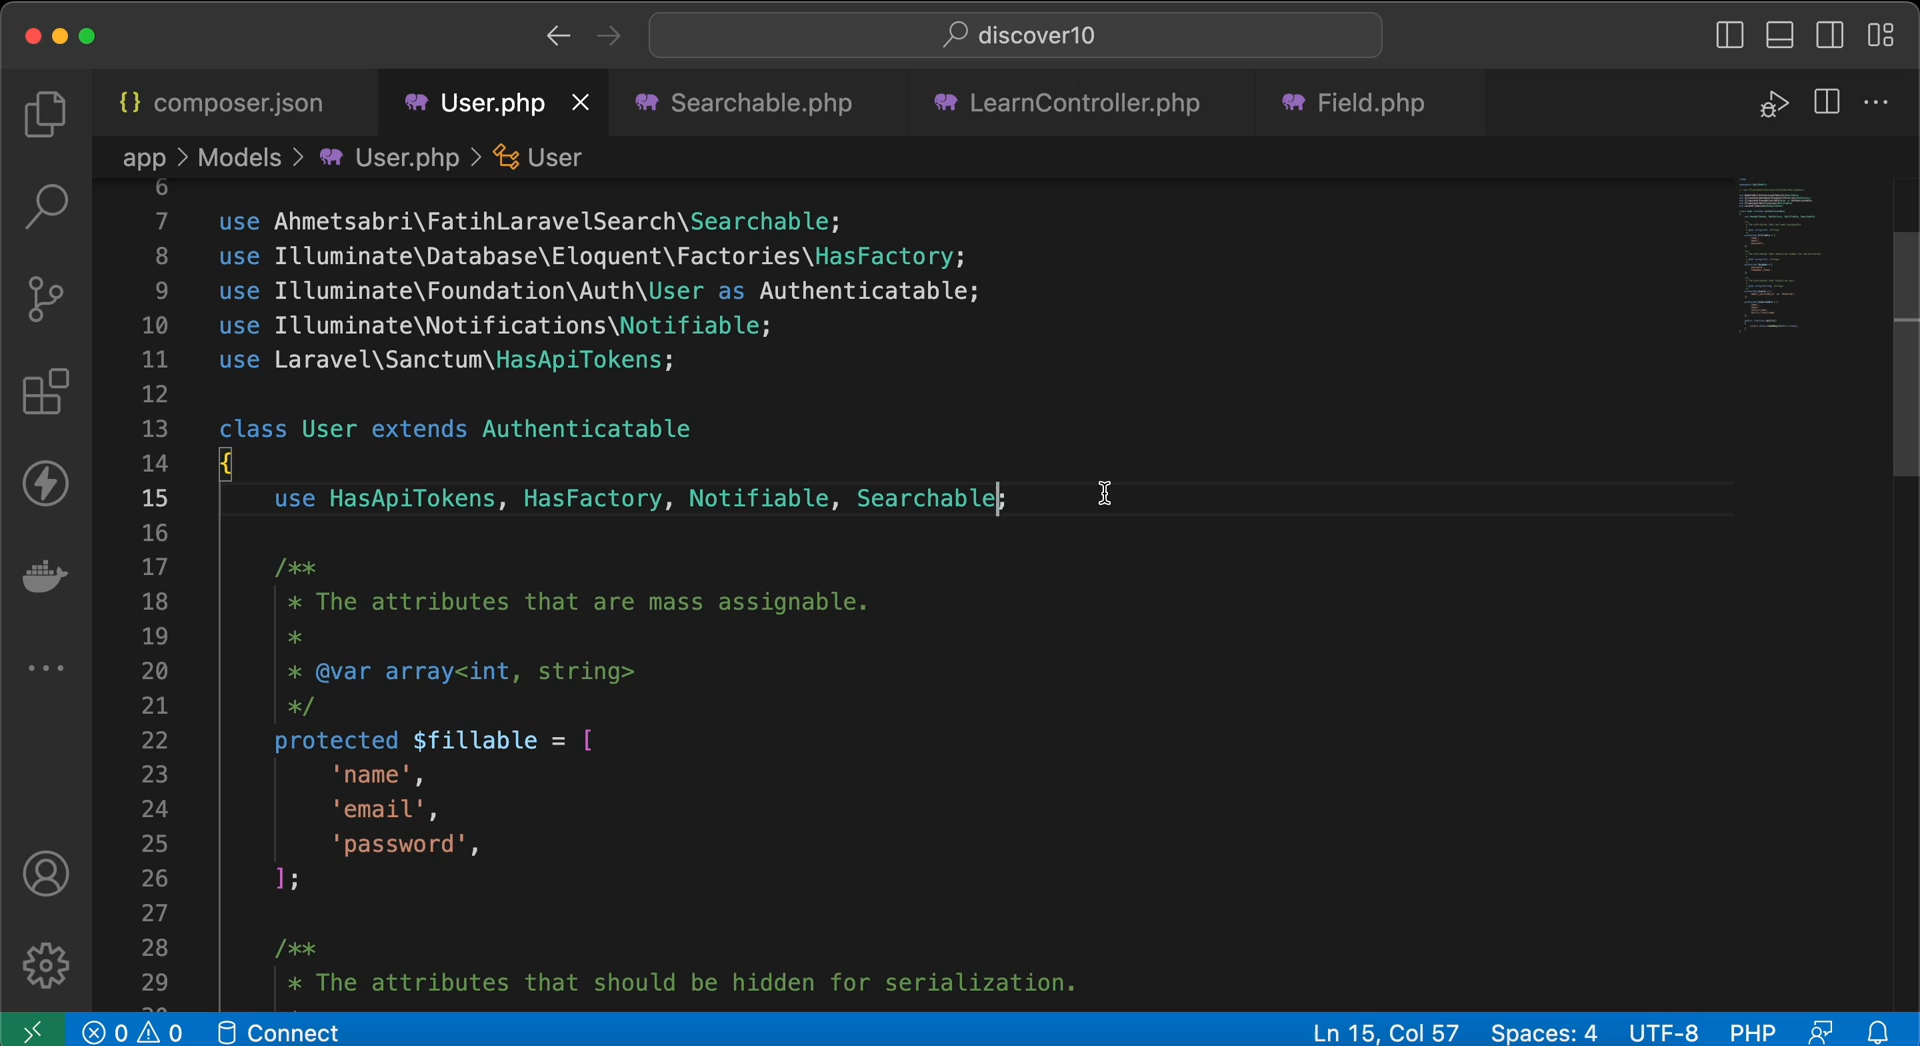 discover10
{} composer.json
User.php
Searchable.php
LearnController.php
Field.php
app > Models > User.php > User
6
7 use Ahmetsabri\FatihLaravelSearch\Searchable;
8 use Illuminate\Database\Eloquent\Factories\HasFactory;
9 use Illuminate\Foundation\Auth\User as Authenticatable;
10 use Illuminate\Notifications\Notifiable;
11 use Laravel\Sanctum\HasApiTokens;
12
13 class User extends Authenticatable
14 {
15 use HasApiTokens, HasFactory, Notifiable, Searchable;
16
17 /**
18 * The attributes that are mass assignable.
19 *
20 * @var array<int, string>
21 */
22 protected $fillable = [
23 'name',
24 'email',
25 'password',
26 ];
27
28 /**
29 * The attributes that should be hidden for serialization.
0 0 Connect Ln 15, Col 57 Spaces: 4 UTF-8 PHP